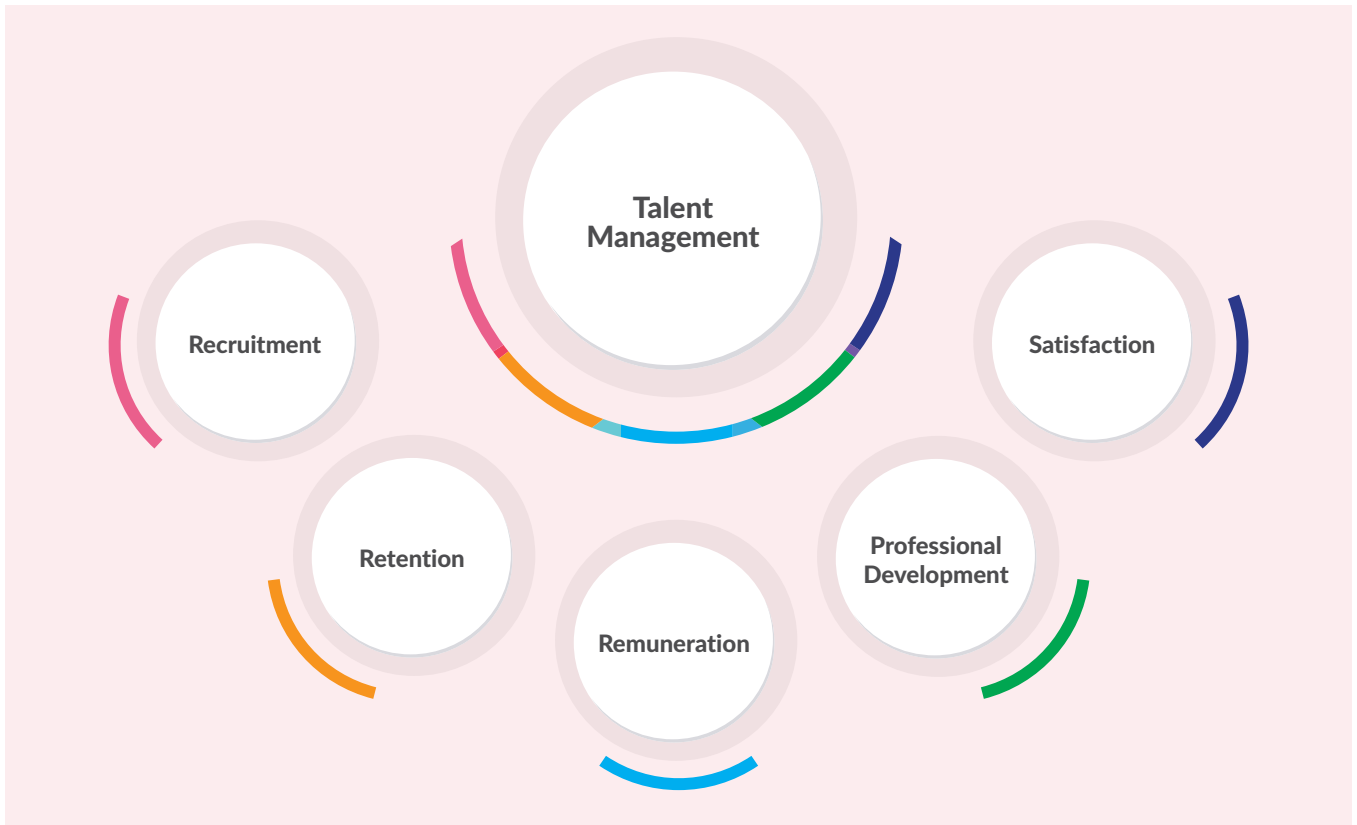 Talent
Management
Recruitment
Satisfaction
Retention
Professional
Development
Remuneration